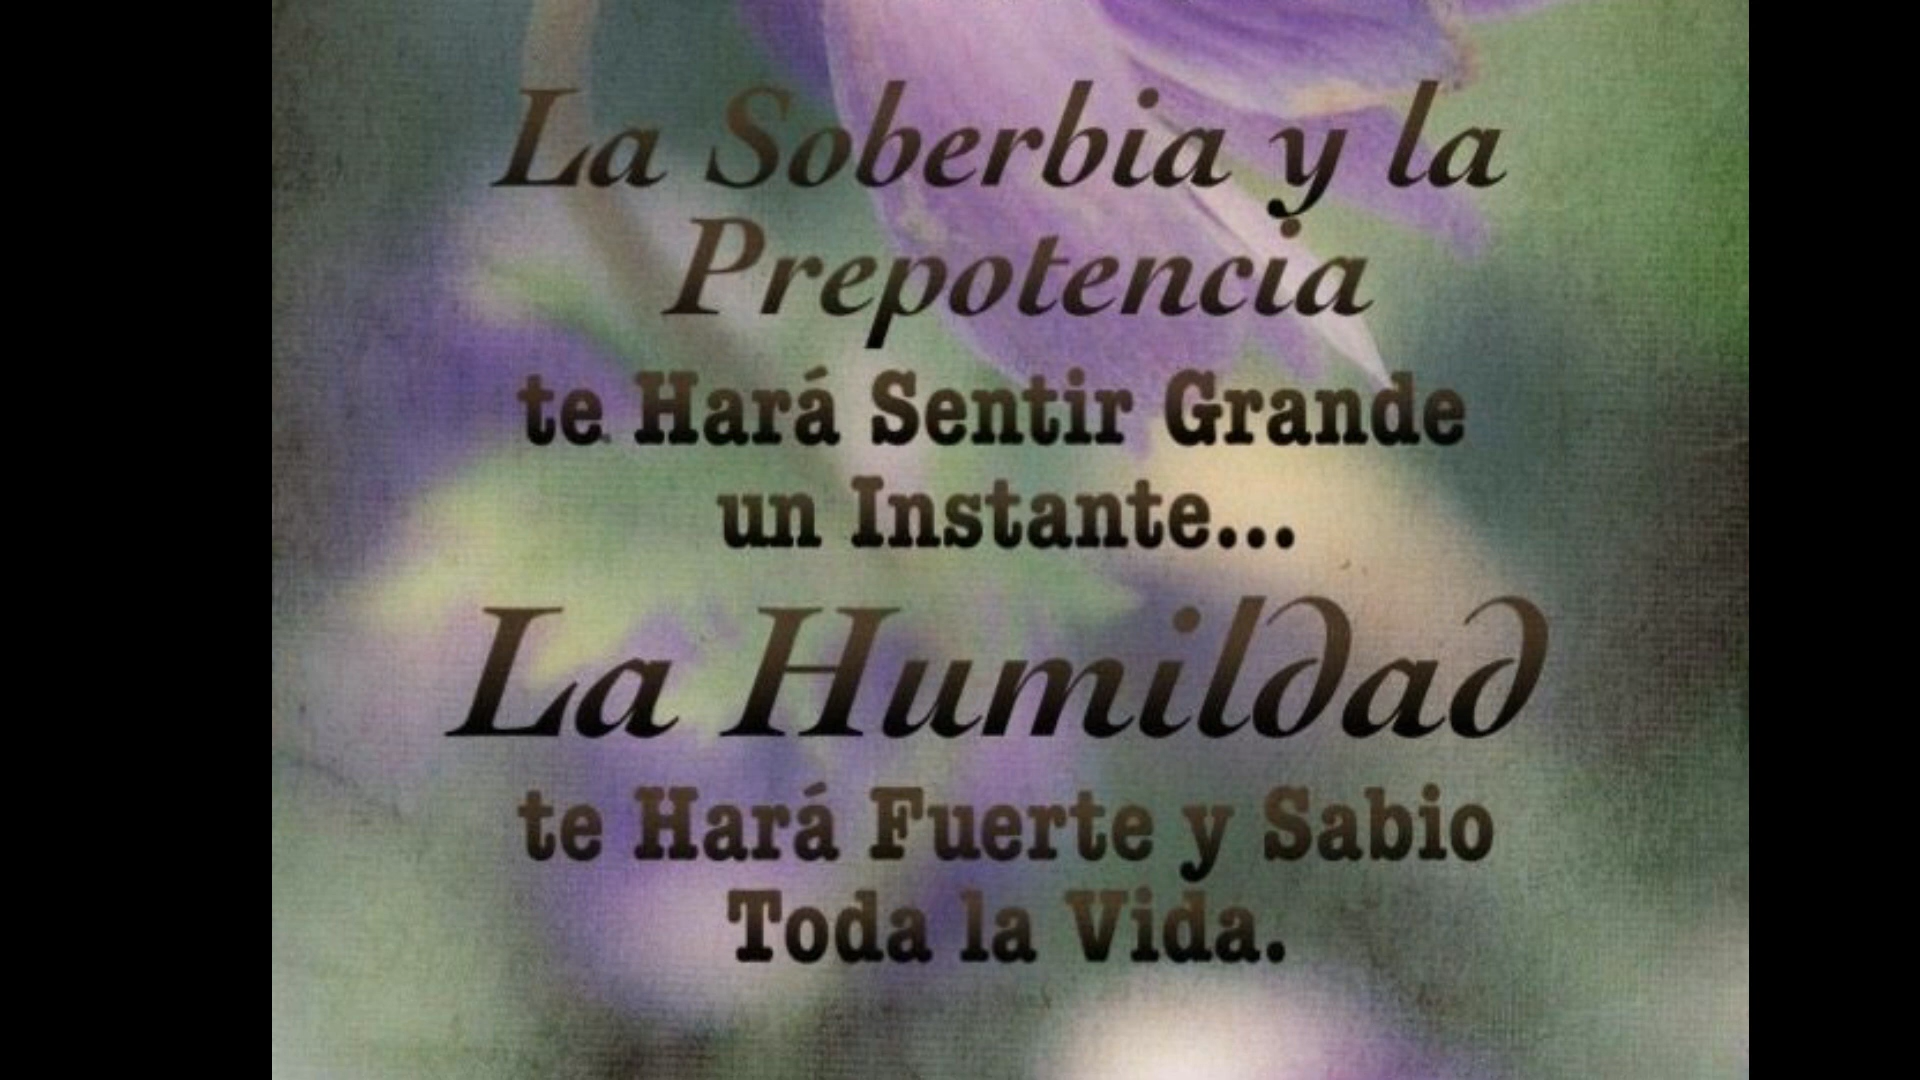 La Soberbia y la
Prepotencia
te Hará Sentir Grande
un Instante...
La Humildad
te Hará Fuerte y Sabio
Toda la Vida.